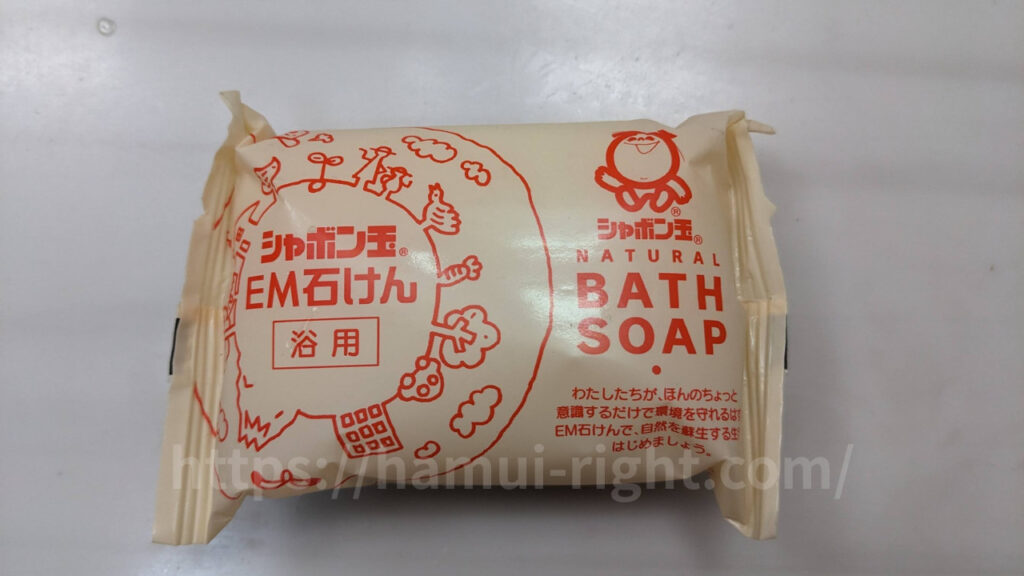 シャボン玉®
EM石けん
浴用
®
シャボン玉®
NATURAL
BATH
SOAP
わたしたちが、ほんのちょっと
意識するだけで環境を守れるはず
EM石けんで、自然を蘇生する生
はじめましょう。
https://hamui-right.com/